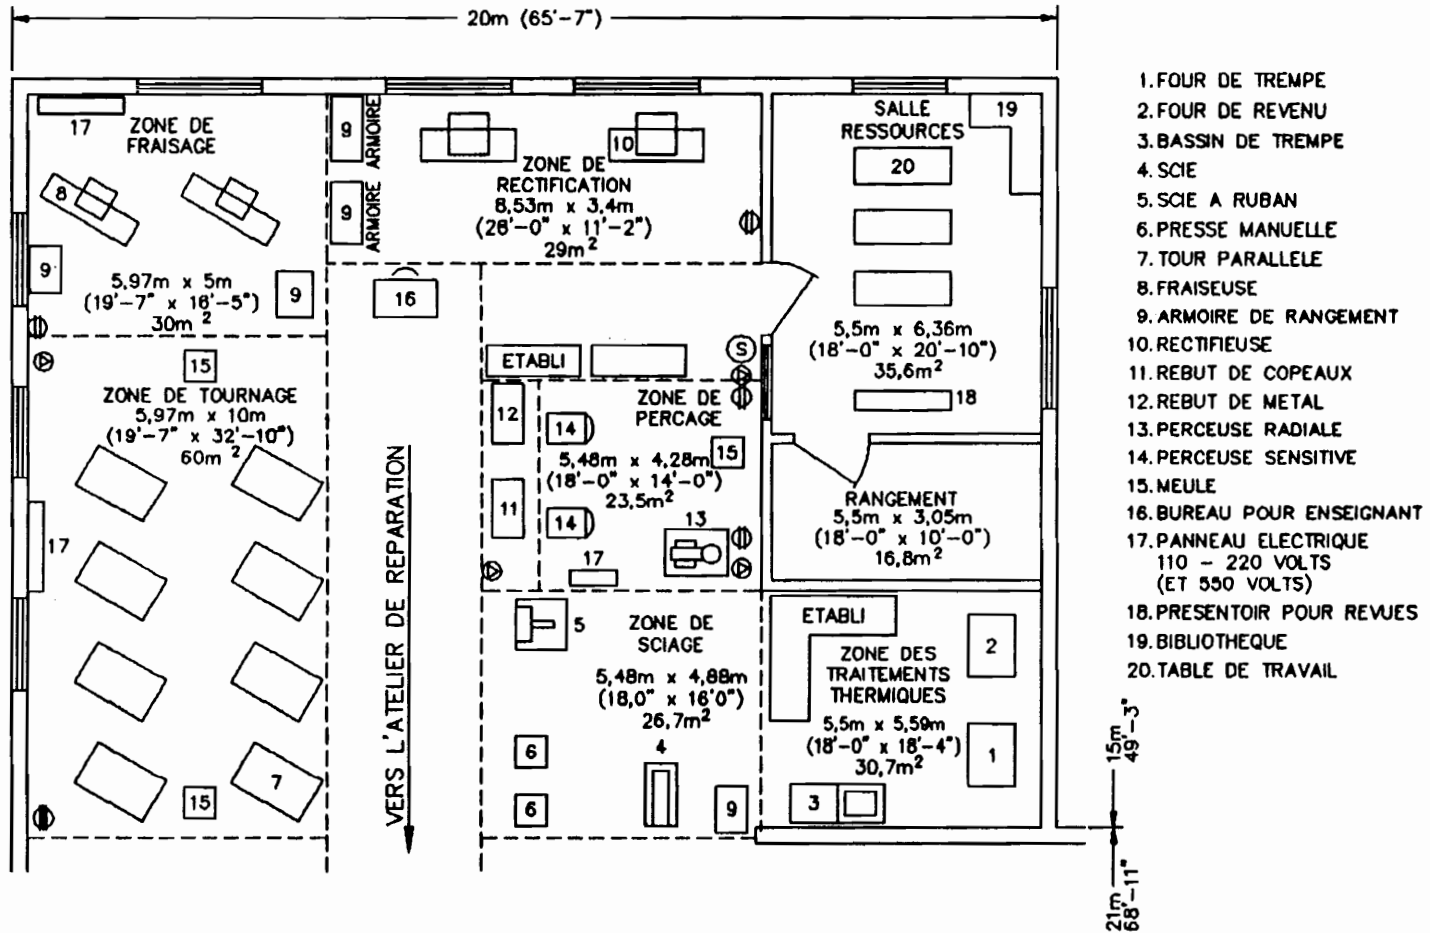 20m (65'-7")
17
ZONE DE
FRAISAGE
8
9
9
5,97m x 5m
(19'-7" x 16'-5")
30m²
9
ARMOIRE
9
ARMOIRE
10
ZONE DE
RECTIFICATION
8,53m x 3,4m
(28'-0" x 11'-2")
29m²
16
SALLE
RESSOURCES
19
20
5,5m x 6,36m
(18'-0" x 20'-10")
35,6m²
18
15
ZONE DE TOURNAGE
5,97m x 10m
(19'-7" x 32'-10")
60m²
17
7
15
VERS L'ATELIER DE REPARATION
ETABLI
S
12
14
ZONE DE
PERCAGE
15
5,48m x 4,28m
(18'-0" x 14'-0")
23,5m²
11
14
13
17
RANGEMENT
5,5m x 3,05m
(18'-0" x 10'-0")
16,8m²
5
ZONE DE
SCIAGE
5,48m x 4,88m
(18,0" x 16'0")
26,7m²
6
4
6
9
ETABLI
2
ZONE DES
TRAITEMENTS
THERMIQUES
5,5m x 5,59m
(18'-0" x 18'-4")
30,7m²
1
3
1. FOUR DE TREMPE
2. FOUR DE REVENU
3. BASSIN DE TREMPE
4. SCIE
5. SCIE A RUBAN
6. PRESSE MANUELLE
7. TOUR PARALLELE
8. FRAISEUSE
9. ARMOIRE DE RANGEMENT
10. RECTIFIEUSE
11. REBUT DE COPEAUX
12. REBUT DE METAL
13. PERCEUSE RADIALE
14. PERCEUSE SENSITIVE
15. MEULE
16. BUREAU POUR ENSEIGNANT
17. PANNEAU ELECTRIQUE
110 - 220 VOLTS
(ET 550 VOLTS)
18. PRESENTOIR POUR REVUES
19. BIBLIOTHEQUE
20. TABLE DE TRAVAIL
15m
49'-3"
21m
68'-11"